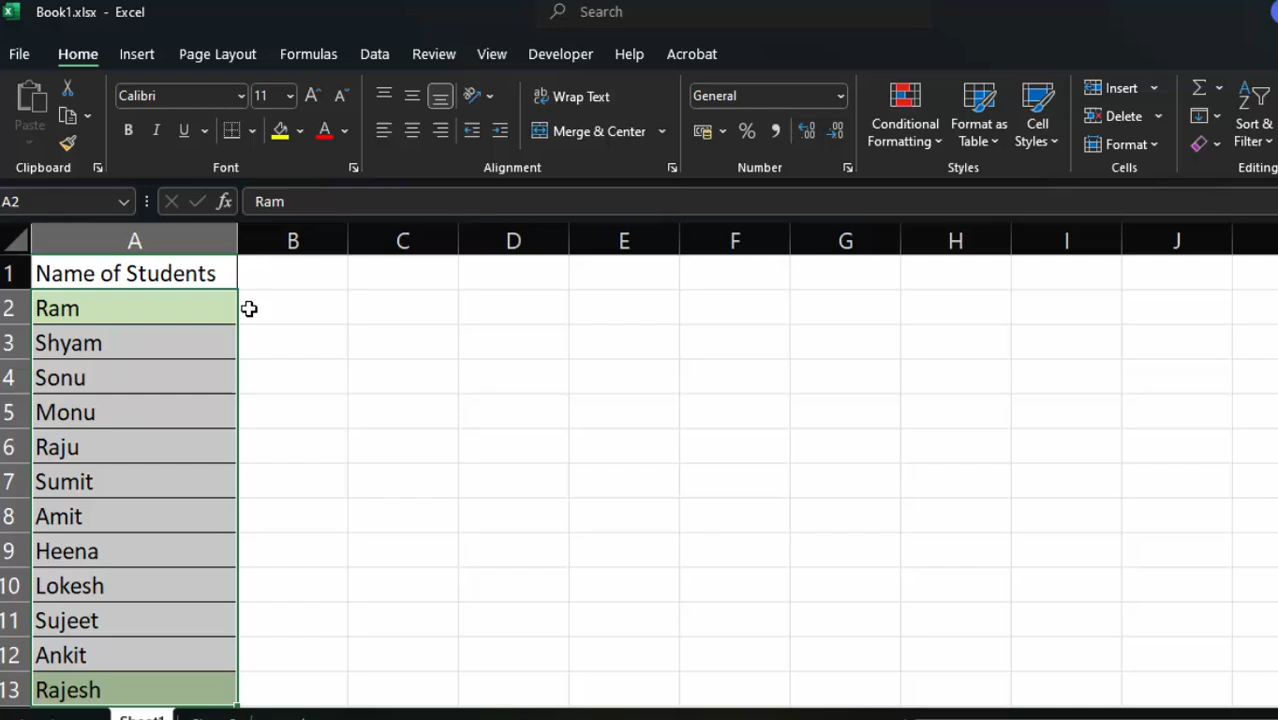 Book1.xlsx - Excel
Search
File Home Insert Page Layout Formulas Data Review View Developer Help Acrobat
Paste
Calibri 11
B I U A
ab Wrap Text
Merge & Center
General
%
Conditional Formatting
Format as Table
Cell Styles
Insert
Delete
Format
Sort &
Filter
Clipboard Font Alignment Number Styles Cells Editing
A2 fx Ram
A B C D E F G H I J
1 Name of Students
2 Ram
3 Shyam
4 Sonu
5 Monu
6 Raju
7 Sumit
8 Amit
9 Heena
10 Lokesh
11 Sujeet
12 Ankit
13 Rajesh
Sheet1